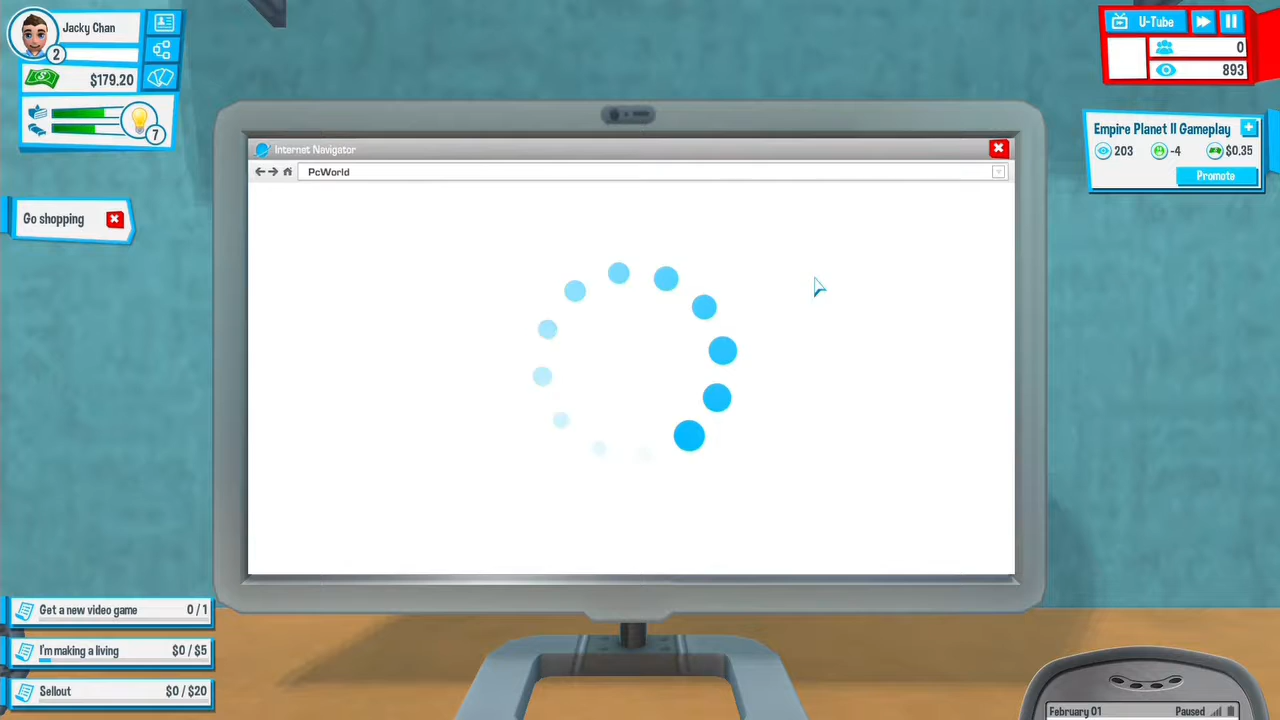 Jacky Chan
2
$179.20
7
Go shopping
Internet Navigator
PcWorld
U-Tube
0
893
Empire Planet II Gameplay
203 -4 $0.35
Promote
Get a new video game 0 / 1
I'm making a living $0 / $5
Sellout $0 / $20
February 01 Paused